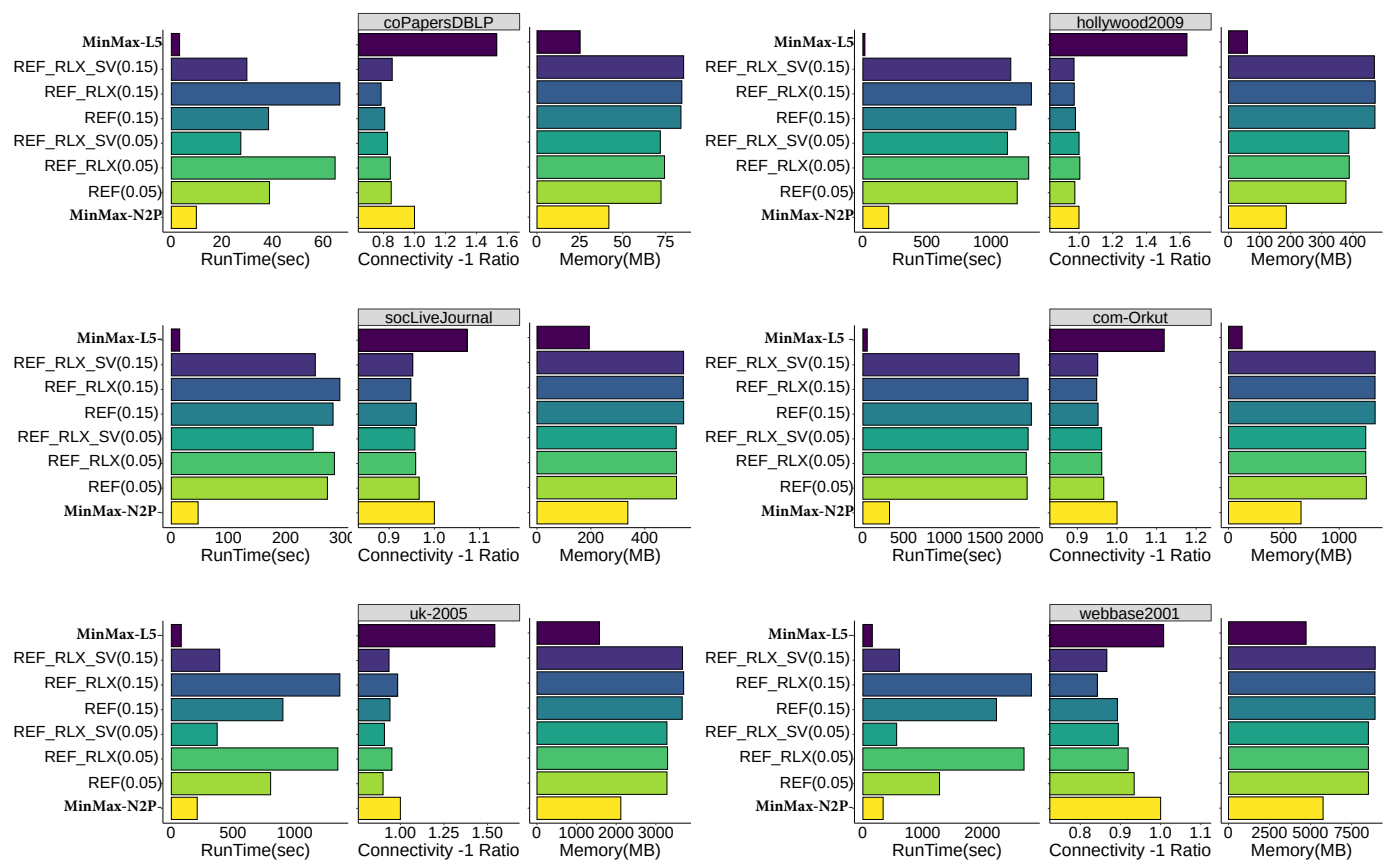 coPapersDBLP
MinMax-L5
REF_RLX_SV(0.15)
REF_RLX(0.15)
REF(0.15)
REF_RLX_SV(0.05)
REF_RLX(0.05)
REF(0.05)
MinMax-N2P
0 20 40 60
RunTime(sec)
0.8 1.0 1.2 1.4 1.6
Connectivity -1 Ratio
0 25 50 75
Memory(MB)
hollywood2009
MinMax-L5
REF_RLX_SV(0.15)
REF_RLX(0.15)
REF(0.15)
REF_RLX_SV(0.05)
REF_RLX(0.05)
REF(0.05)
MinMax-N2P
0 500 1000
RunTime(sec)
1.0 1.2 1.4 1.6
Connectivity -1 Ratio
0 100 200 300 400
Memory(MB)
socLiveJournal
MinMax-L5
REF_RLX_SV(0.15)
REF_RLX(0.15)
REF(0.15)
REF_RLX_SV(0.05)
REF_RLX(0.05)
REF(0.05)
MinMax-N2P
0 100 200 300
RunTime(sec)
0.9 1.0 1.1
Connectivity -1 Ratio
0 200 400
Memory(MB)
com-Orkut
MinMax-L5
REF_RLX_SV(0.15)
REF_RLX(0.15)
REF(0.15)
REF_RLX_SV(0.05)
REF_RLX(0.05)
REF(0.05)
MinMax-N2P
0 500 1000 1500 2000
RunTime(sec)
0.9 1.0 1.1 1.2
Connectivity -1 Ratio
0 500 1000
Memory(MB)
uk-2005
MinMax-L5
REF_RLX_SV(0.15)
REF_RLX(0.15)
REF(0.15)
REF_RLX_SV(0.05)
REF_RLX(0.05)
REF(0.05)
MinMax-N2P
0 500 1000
RunTime(sec)
1.00 1.25 1.50
Connectivity -1 Ratio
0 1000 2000 3000
Memory(MB)
webbase2001
MinMax-L5
REF_RLX_SV(0.15)
REF_RLX(0.15)
REF(0.15)
REF_RLX_SV(0.05)
REF_RLX(0.05)
REF(0.05)
MinMax-N2P
0 1000 2000
RunTime(sec)
0.8 0.9 1.0 1.1
Connectivity -1 Ratio
0 2500 5000 7500
Memory(MB)